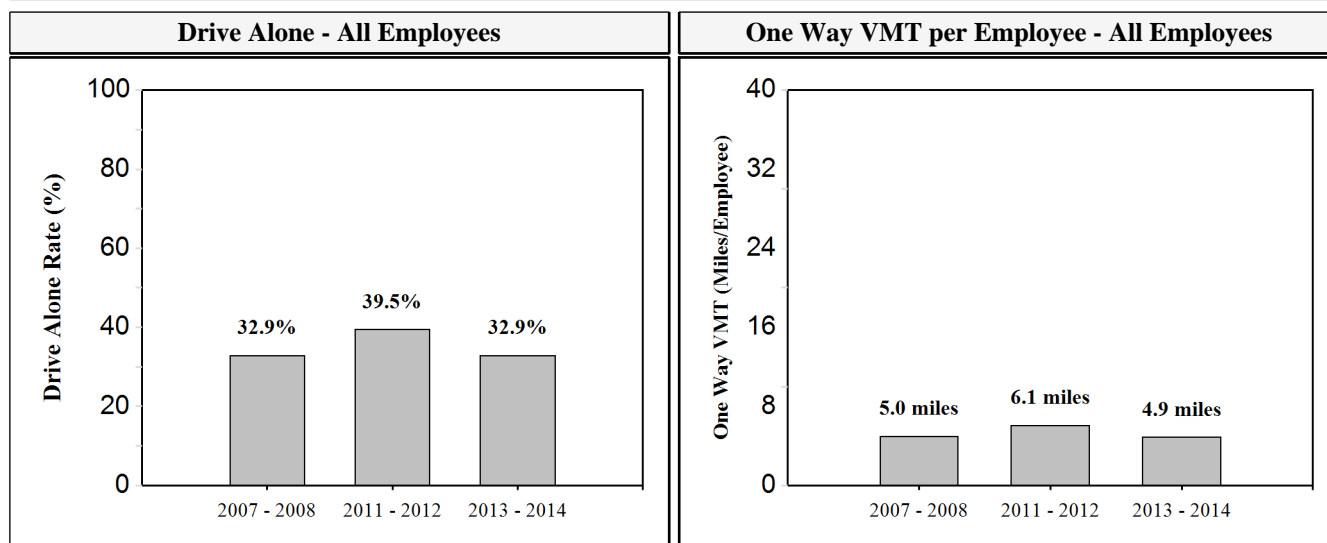 Drive Alone - All Employees
Drive Alone Rate (%)
100
80
60
40
20
0
32.9%
39.5%
32.9%
2007 - 2008
2011 - 2012
2013 - 2014
One Way VMT per Employee - All Employees
One Way VMT (Miles/Employee)
40
32
24
16
8
0
5.0 miles
6.1 miles
4.9 miles
2007 - 2008
2011 - 2012
2013 - 2014